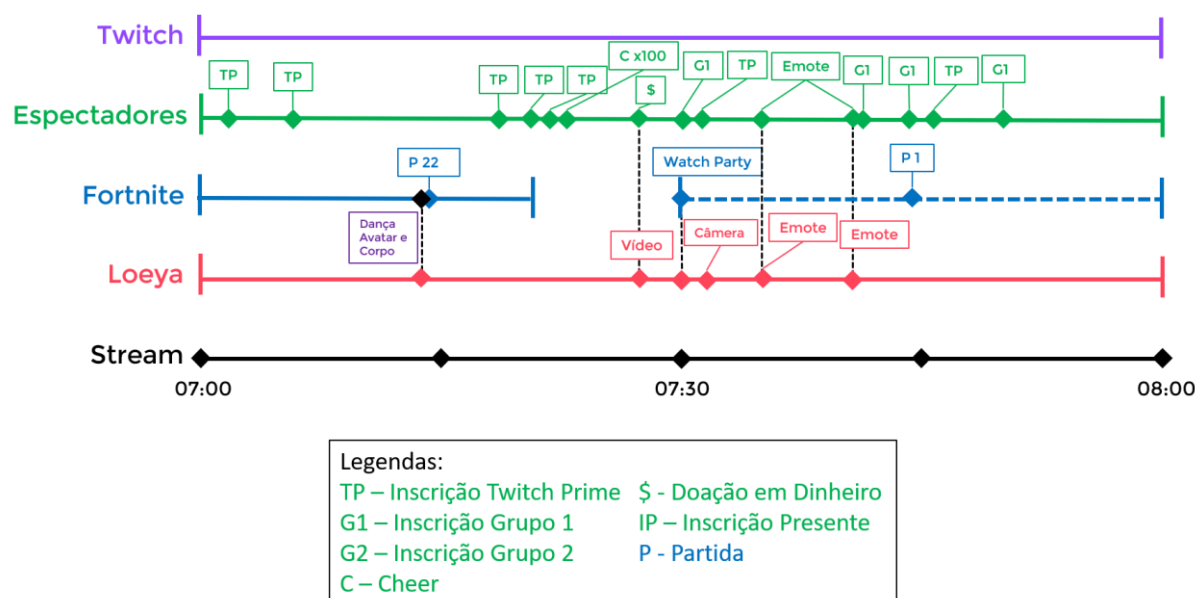 Twitch
C x100
G1
TP
Emote
G1
G1
TP
G1
TP
TP
TP
TP
TP
$
Espectadores
P 22
Watch Party
P 1
Fortnite
Dança
Avatar e
Corpo
Vídeo
Câmera
Emote
Emote
Loeya
Stream
07:00
07:30
08:00
Legendas:
TP – Inscrição Twitch Prime
$ - Doação em Dinheiro
G1 – Inscrição Grupo 1
IP – Inscrição Presente
G2 – Inscrição Grupo 2
P - Partida
C – Cheer